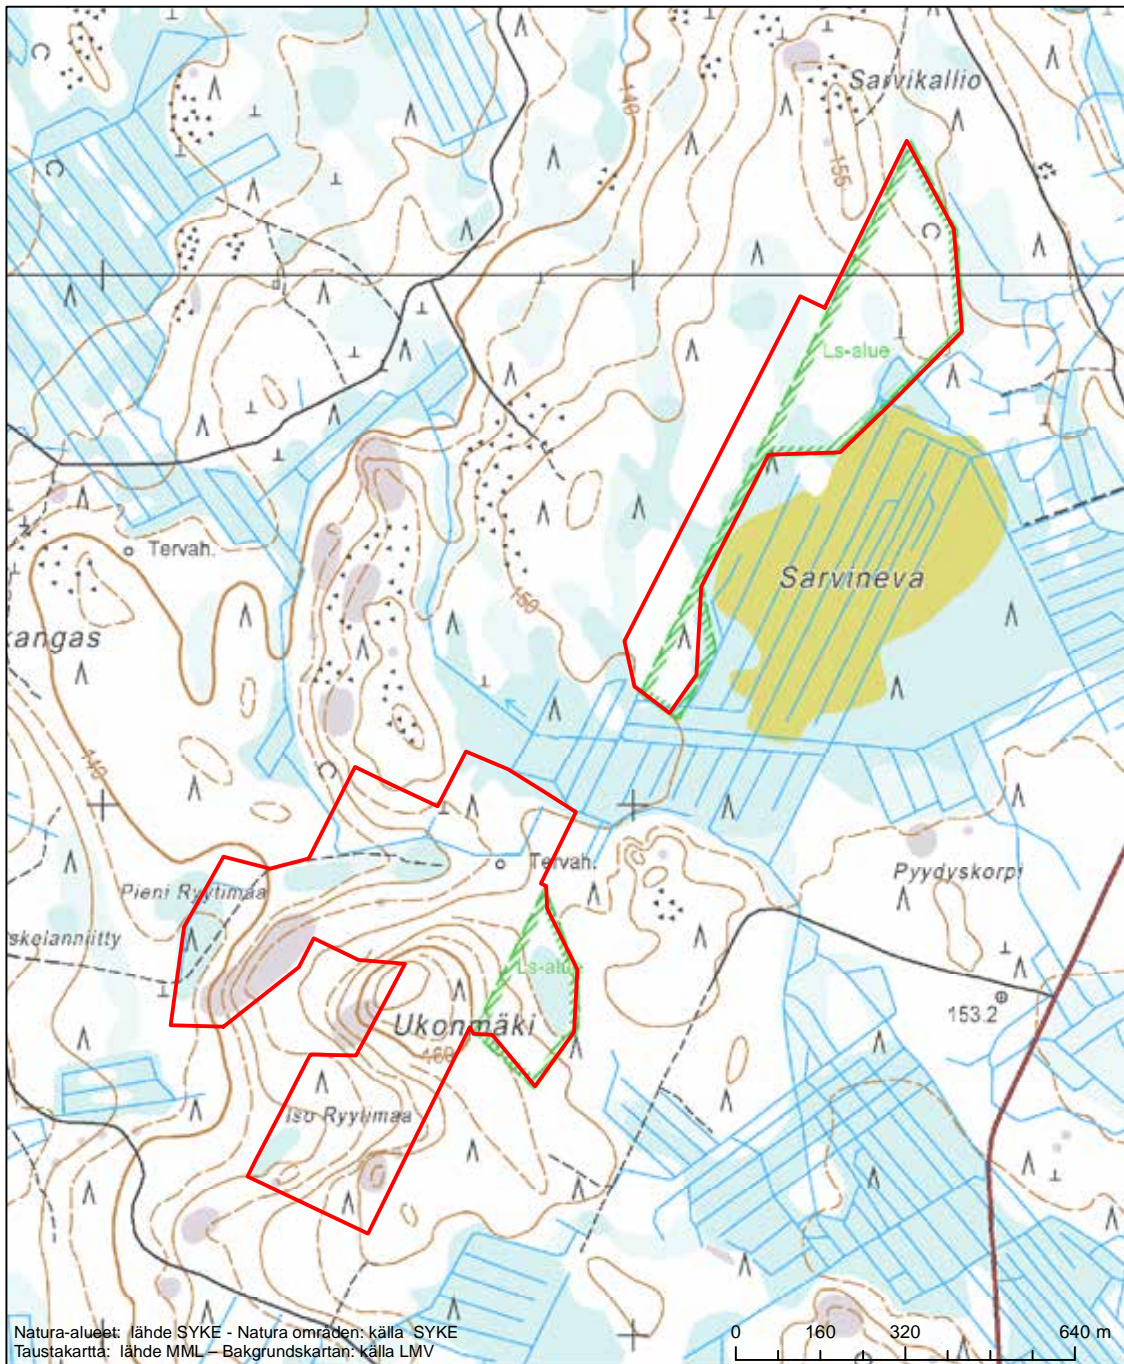 Sarvikallio
140
155
Ls-alue
Tervah.
Sarvineva
150
kangas
140
Tervah.
Pyydyskorpi
Pieni Ryytimaa
skelanniitty
Ls-alue
153.2
Ukonmäki
160
Iso Ryytimaa
Natura-alueet: lähde SYKE - Natura områden: källa SYKE
0 160 320 640 m
Taustakartta: lähde MML – Bakgrundskartan: källa LMV